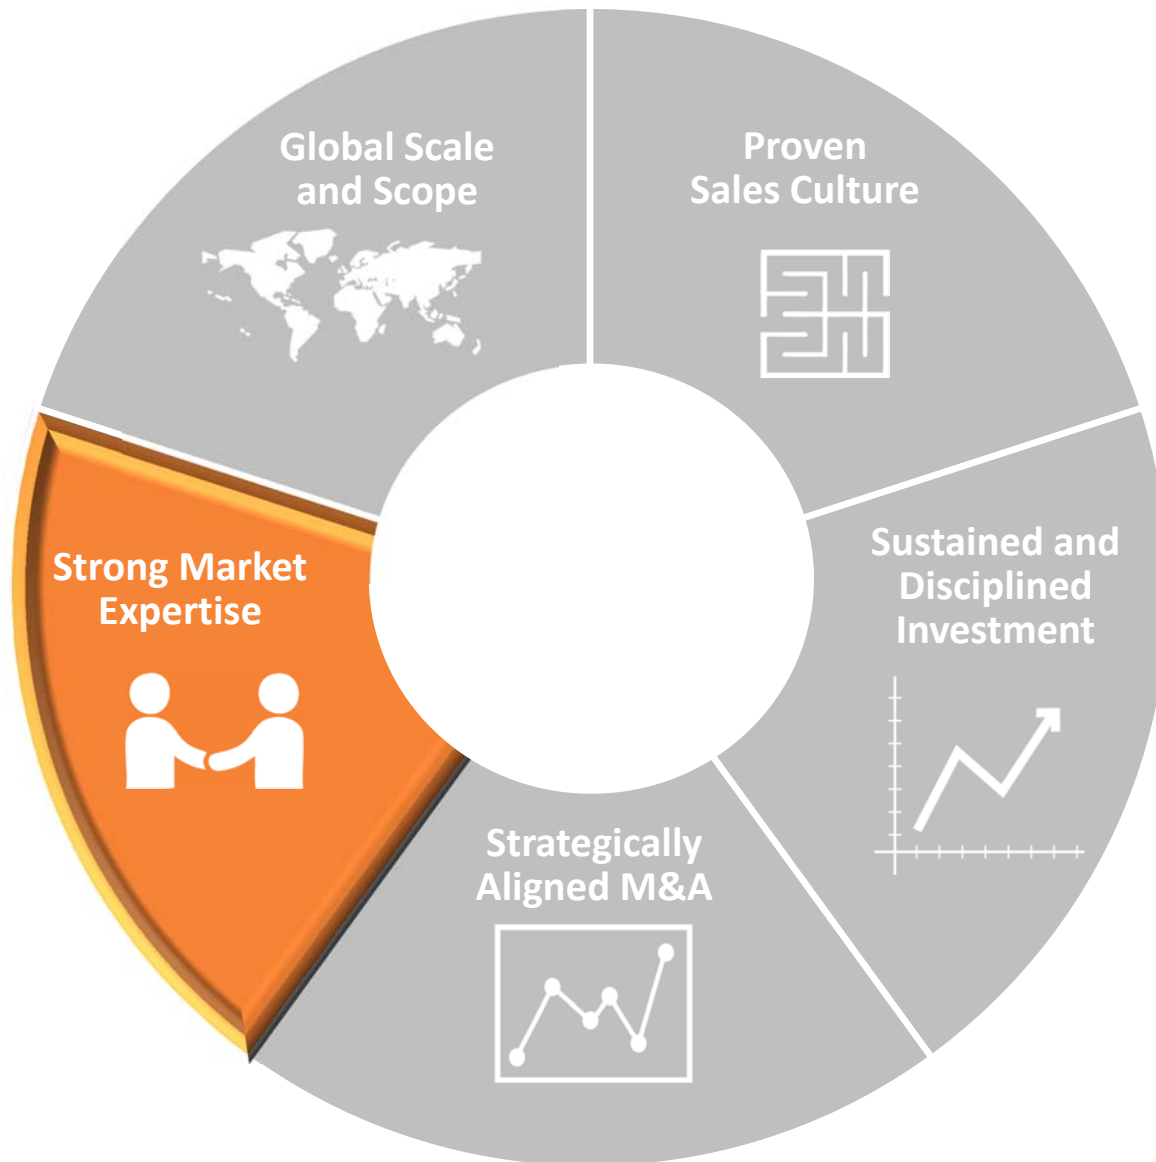 Global Scale
and Scope
Proven
Sales Culture
Strong Market
Expertise
Sustained and
Disciplined
Investment
Strategically
Aligned M&A